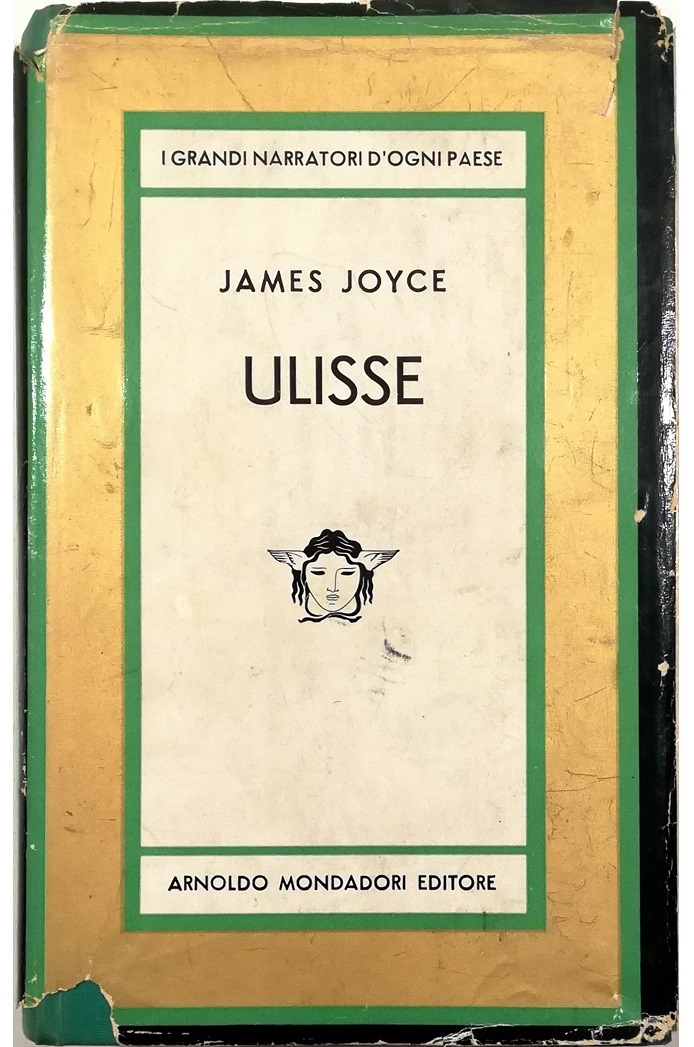 I GRANDI NARRATORI D'OGNI PAESE
JAMES JOYCE
ULISSE
ARNOLDO MONDADORI EDITORE